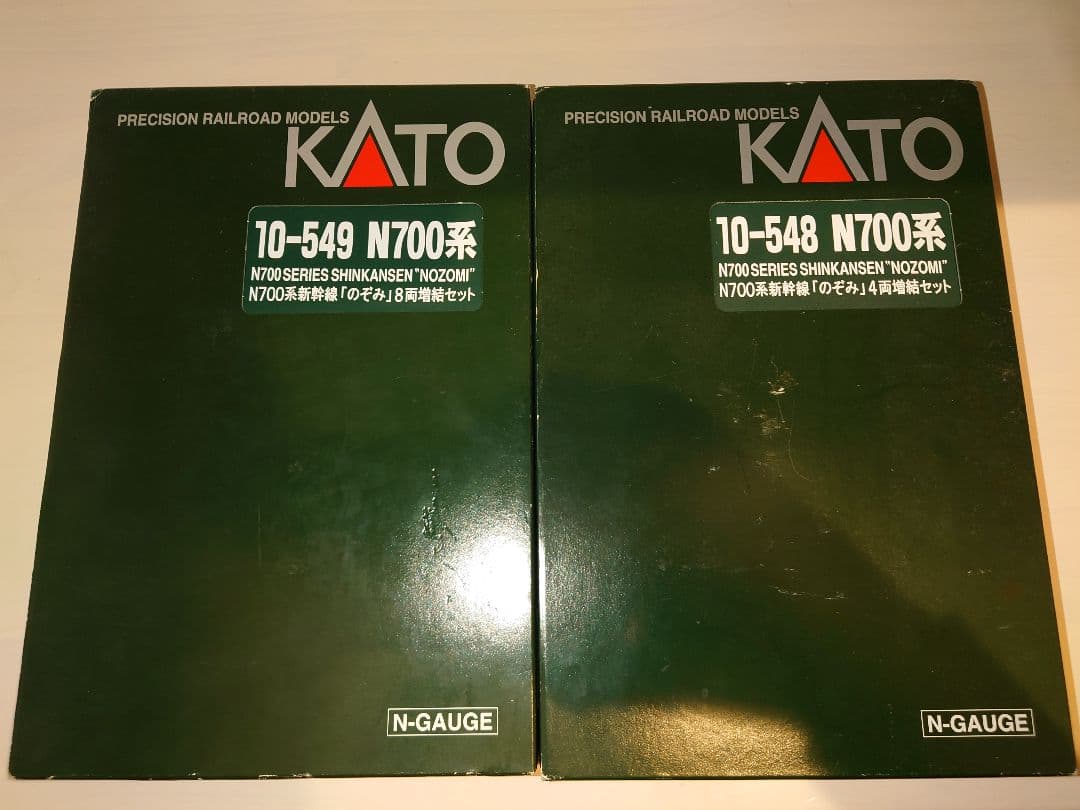 PRECISION RAILROAD MODELS
KATO
10-549 N700系
N700 SERIES SHINKANSEN "NOZOMI"
N700系新幹線「のぞみ」8両増結セット
N-GAUGE
PRECISION RAILROAD MODELS
KATO
10-548 N700系
N700 SERIES SHINKANSEN "NOZOMI"
N700系新幹線「のぞみ」4両増結セット
N-GAUGE